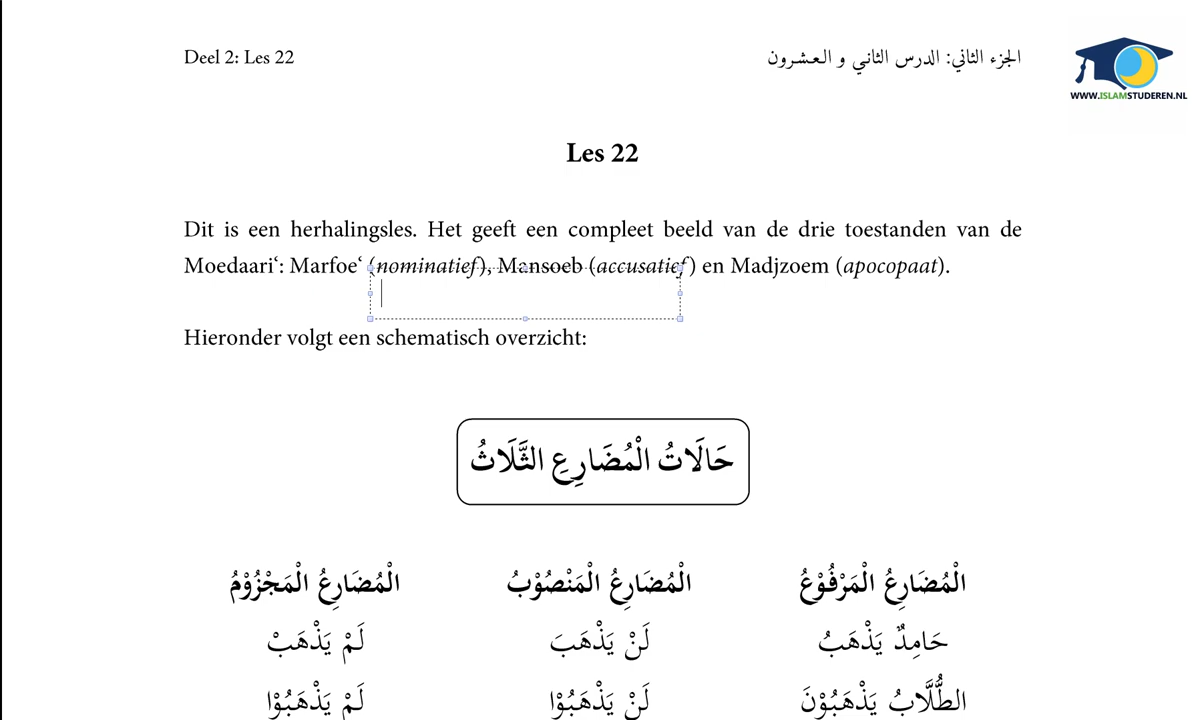 Deel 2: Les 22 الجزء الثاني: الدرس الثاني و العشرون
WWW.ISLAMSTUDEREN.NL
Les 22
Dit is een herhalingsles. Het geeft een compleet beeld van de drie toestanden van de
Moedaari‘: Marfoe‘ (nominatief), Mansoeb (accusatief) en Madjzoem (apocopaat).
Hieronder volgt een schematisch overzicht:
حَالَاتُ الْمُضَارِعِ الثَّلَاثُ
الْمُضَارِعُ الْمَرْفُوْعُ الْمُضَارِعُ الْمَنْصُوْبُ الْمُضَارِعُ الْمَجْزُوْمُ
حَامِدٌ يَذْهَبُ لَنْ يَذْهَبَ لَمْ يَذْهَبْ
الطُّلَّابُ يَذْهَبُوْنَ لَنْ يَذْهَبُوْا لَمْ يَذْهَبُوْا